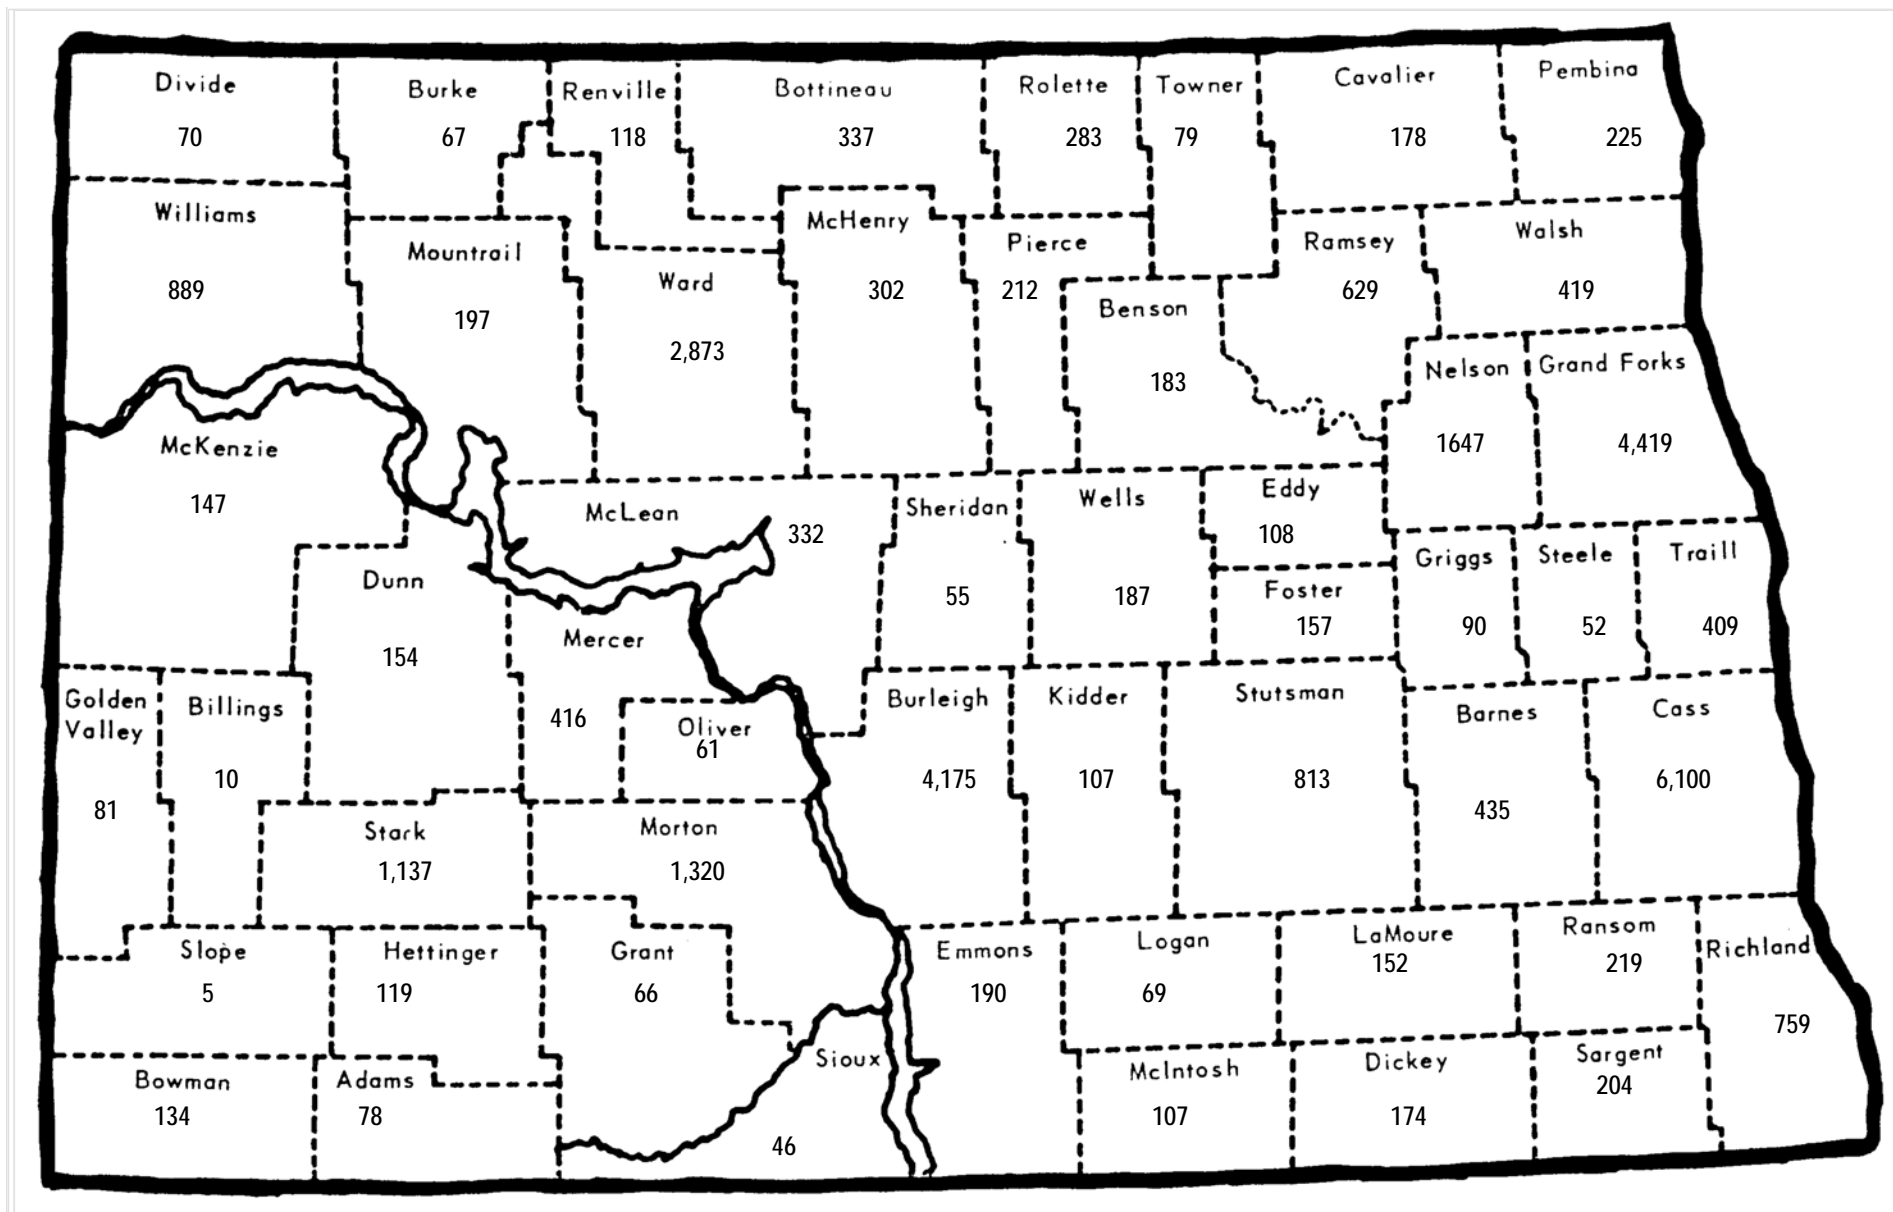 Divide
70
Burke
67
Renville
118
Bottineau
337
Rolette
283
Towner
79
Cavalier
178
Pembina
225
Williams
889
Mountrail
197
Ward
2,873
McHenry
302
Pierce
212
Benson
183
Ramsey
629
Walsh
419
Nelson
1647
Grand Forks
4,419
McKenzie
147
Dunn
154
McLean
332
Sheridan
55
Wells
187
Eddy
108
Foster
157
Griggs
90
Steele
52
Traill
409
Golden
Valley
81
Billings
10
Mercer
416
Oliver
61
Burleigh
4,175
Kidder
107
Stutsman
813
Barnes
435
Cass
6,100
Stark
1,137
Morton
1,320
Slope
5
Hettinger
119
Grant
66
Emmons
190
Logan
69
LaMoure
152
Ransom
219
Richland
759
Bowman
134
Adams
78
Sioux
46
McIntosh
107
Dickey
174
Sargent
204